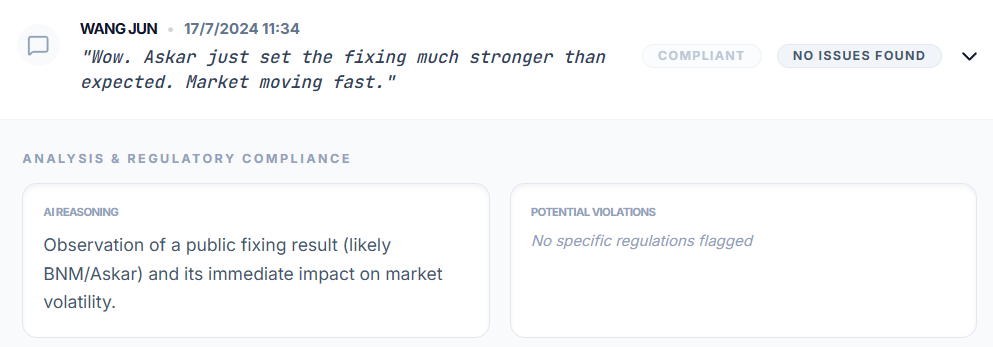 WANG JUN • 17/7/2024 11:34
"Wow. Askar just set the fixing much stronger than
expected. Market moving fast."
COMPLIANT
NO ISSUES FOUND
ANALYSIS & REGULATORY COMPLIANCE
AI REASONING
Observation of a public fixing result (likely
BNM/Askar) and its immediate impact on market
volatility.
POTENTIAL VIOLATIONS
No specific regulations flagged